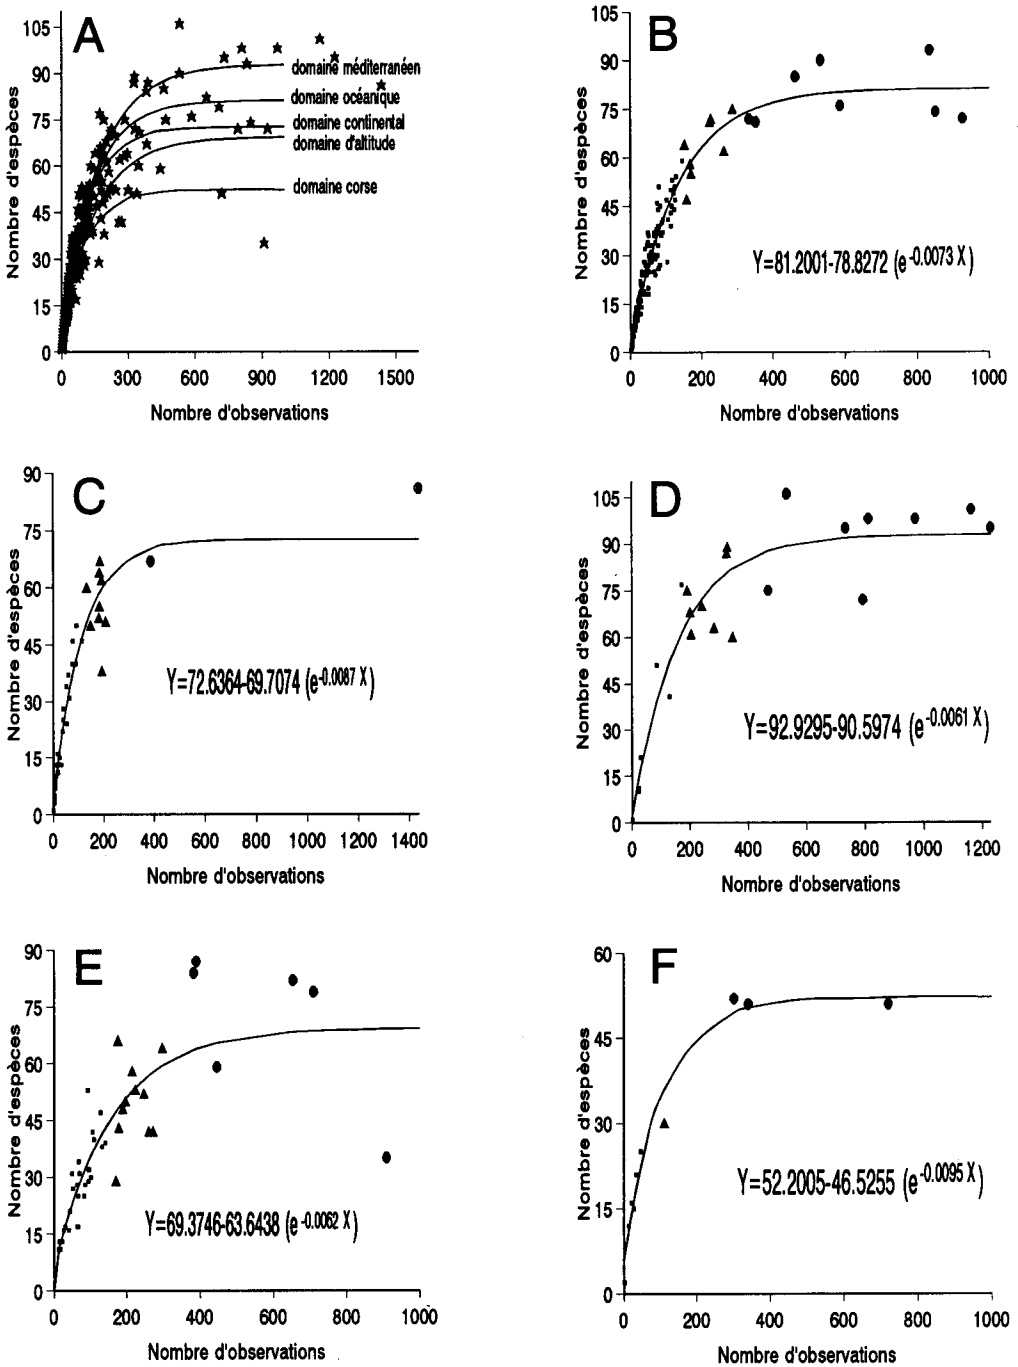 A
Nombre d'espèces
105
90
75
60
45
30
15
0
domaine méditerranéen
domaine océanique
domaine continental
domaine d'altitude
domaine corse
0 300 600 900 1200 1500
Nombre d'observations
B
Nombre d'espèces
105
90
75
60
45
30
15
0
Y=81.2001-78.8272 (e-0.0073 X)
0 200 400 600 800 1000
Nombre d'observations
C
Nombre d'espèces
90
75
60
45
30
15
0
Y=72.6364-69.7074 (e-0.0087 X)
0 200 400 600 800 1000 1200 1400
Nombre d'observations
D
Nombre d'espèces
105
90
75
60
45
30
15
0
Y=92.9295-90.5974 (e-0.0061 X)
0 200 400 600 800 1000 1200
Nombre d'observations
E
Nombre d'espèces
90
75
60
45
30
15
0
Y=69.3746-63.6438 (e-0.0062 X)
0 200 400 600 800 1000
Nombre d'observations
F
Nombre d'espèces
60
45
30
15
0
Y=52.2005-46.5255 (e-0.0095 X)
0 200 400 600 800 1000
Nombre d'observations